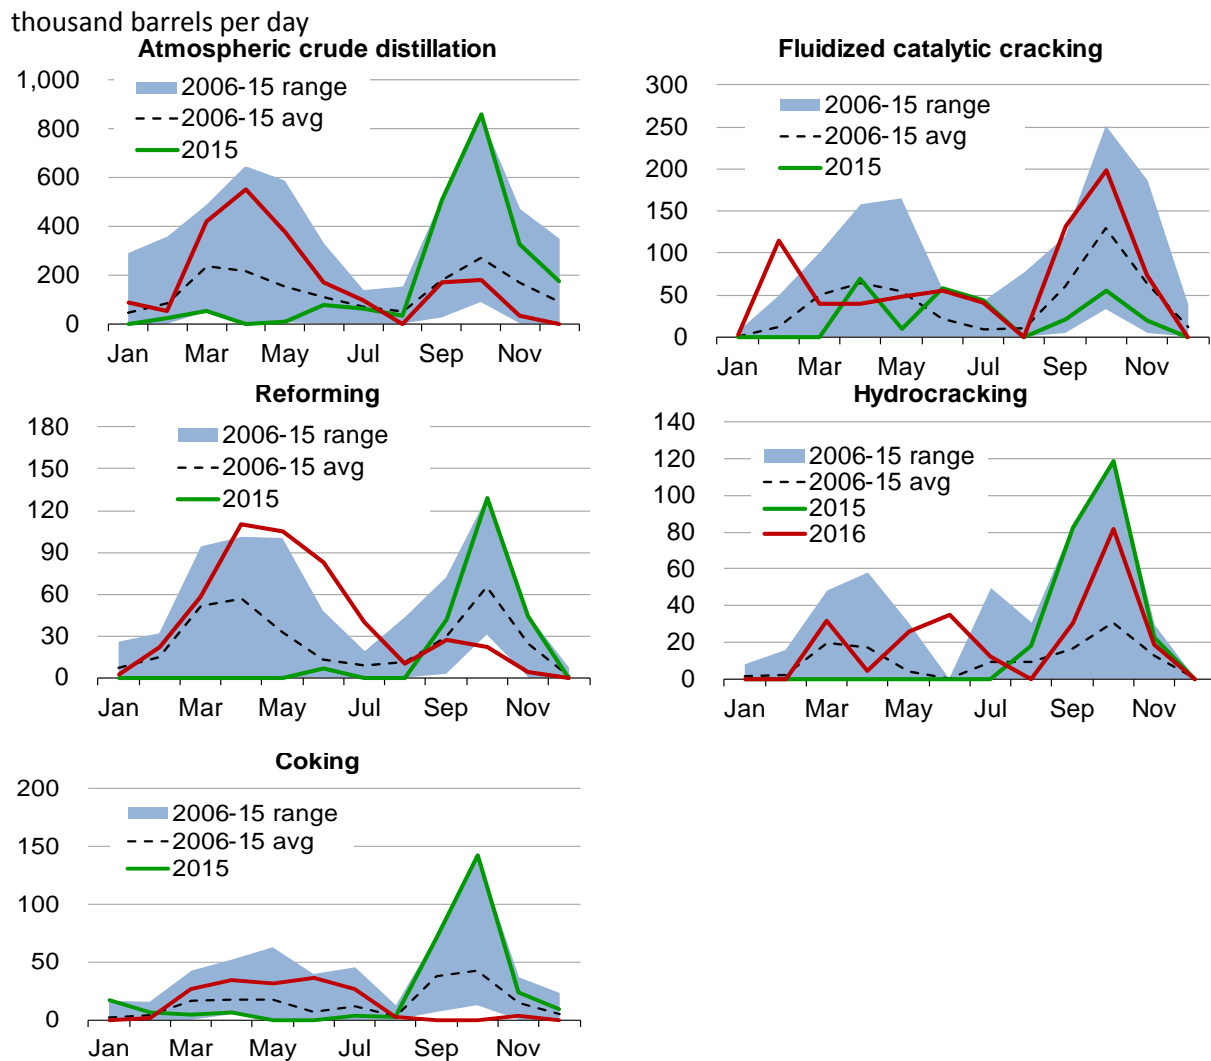 thousand barrels per day
Atmospheric crude distillation
1,000
800
600
400
200
0
2006-15 range
2006-15 avg
2015
Jan Mar May Jul Sep Nov
Fluidized catalytic cracking
300
250
200
150
100
50
0
2006-15 range
2006-15 avg
2015
Jan Mar May Jul Sep Nov
Reforming
180
150
120
90
60
30
0
2006-15 range
2006-15 avg
2015
Jan Mar May Jul Sep Nov
Hydrocracking
140
120
100
80
60
40
20
0
2006-15 range
2006-15 avg
2015
2016
Jan Mar May Jul Sep Nov
Coking
200
150
100
50
0
2006-15 range
2006-15 avg
2015
Jan Mar May Jul Sep Nov